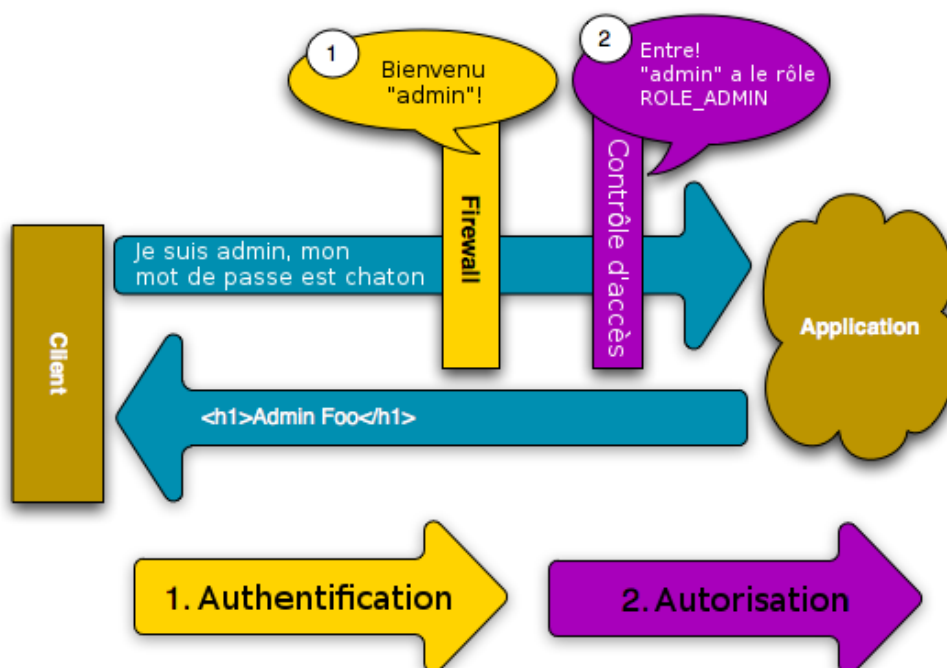 1
Bienvenu
"admin"!
2
Entre!
"admin" a le rôle
ROLE_ADMIN
Firewall
Contrôle d'accès
Je suis admin, mon
mot de passe est chaton
Client
Application
<h1>Admin Foo</h1>
1. Authentification
2. Autorisation